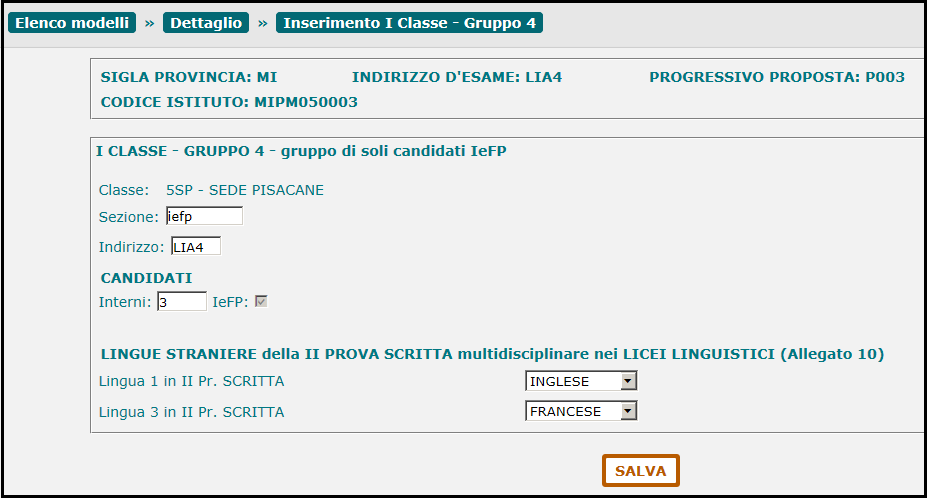 Elenco modelli » Dettaglio » Inserimento I Classe - Gruppo 4
SIGLA PROVINCIA: MI INDIRIZZO D'ESAME: LIA4 PROGRESSIVO PROPOSTA: P003
CODICE ISTITUTO: MIPM050003
I CLASSE - GRUPPO 4 - gruppo di soli candidati IeFP
Classe: 5SP - SEDE PISACANE
Sezione: iefp
Indirizzo: LIA4
CANDIDATI
Interni: 3 IeFP:
LINGUE STRANIERE della II PROVA SCRITTA multidisciplinare nei LICEI LINGUISTICI (Allegato 10)
Lingua 1 in II Pr. SCRITTA INGLESE
Lingua 3 in II Pr. SCRITTA FRANCESE
SALVA